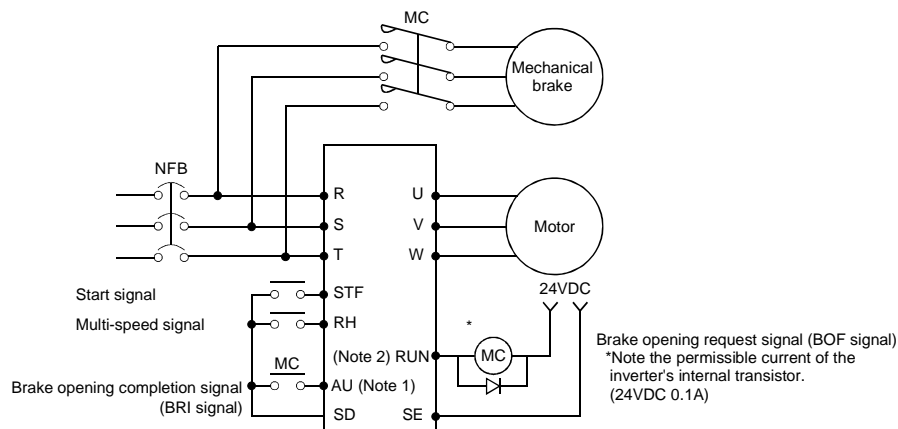 MC
Mechanical
brake
NFB
R
U
S
V
Motor
T
W
24VDC
Start signal
STF
Multi-speed signal
RH
*
Brake opening request signal (BOF signal)
*Note the permissible current of the
inverter's internal transistor.
(24VDC 0.1A)
(Note 2) RUN
MC
MC
Brake opening completion signal
(BRI signal)
AU (Note 1)
SD
SE